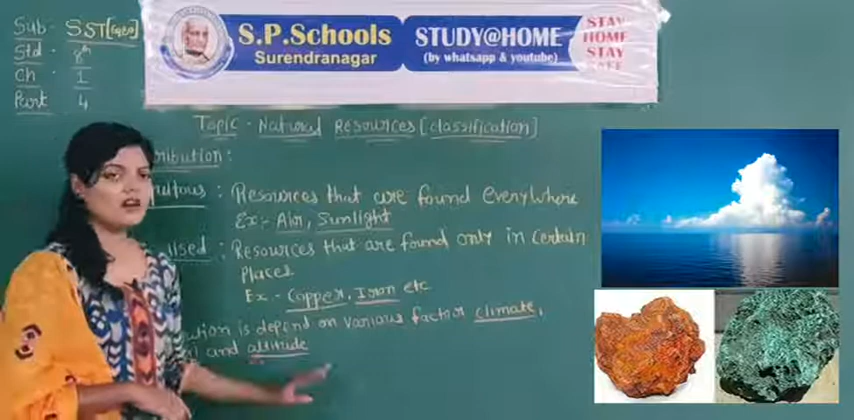 Sub - SST [
Std - 8th
Ch - 1
Part 4
S.P.Schools
Surendranagar
STUDY@HOME
(by whatsapp & youtube)
STAY
HOME
STAY
Topic - Natural Resources [classification]
ribution :
: Resources that are found everywhere
Ex:- Air, Sunlight
ised : Resources that are found only in certain
places
Ex - Copper, Iron etc
ution is depend on various factor climate,
and altitude